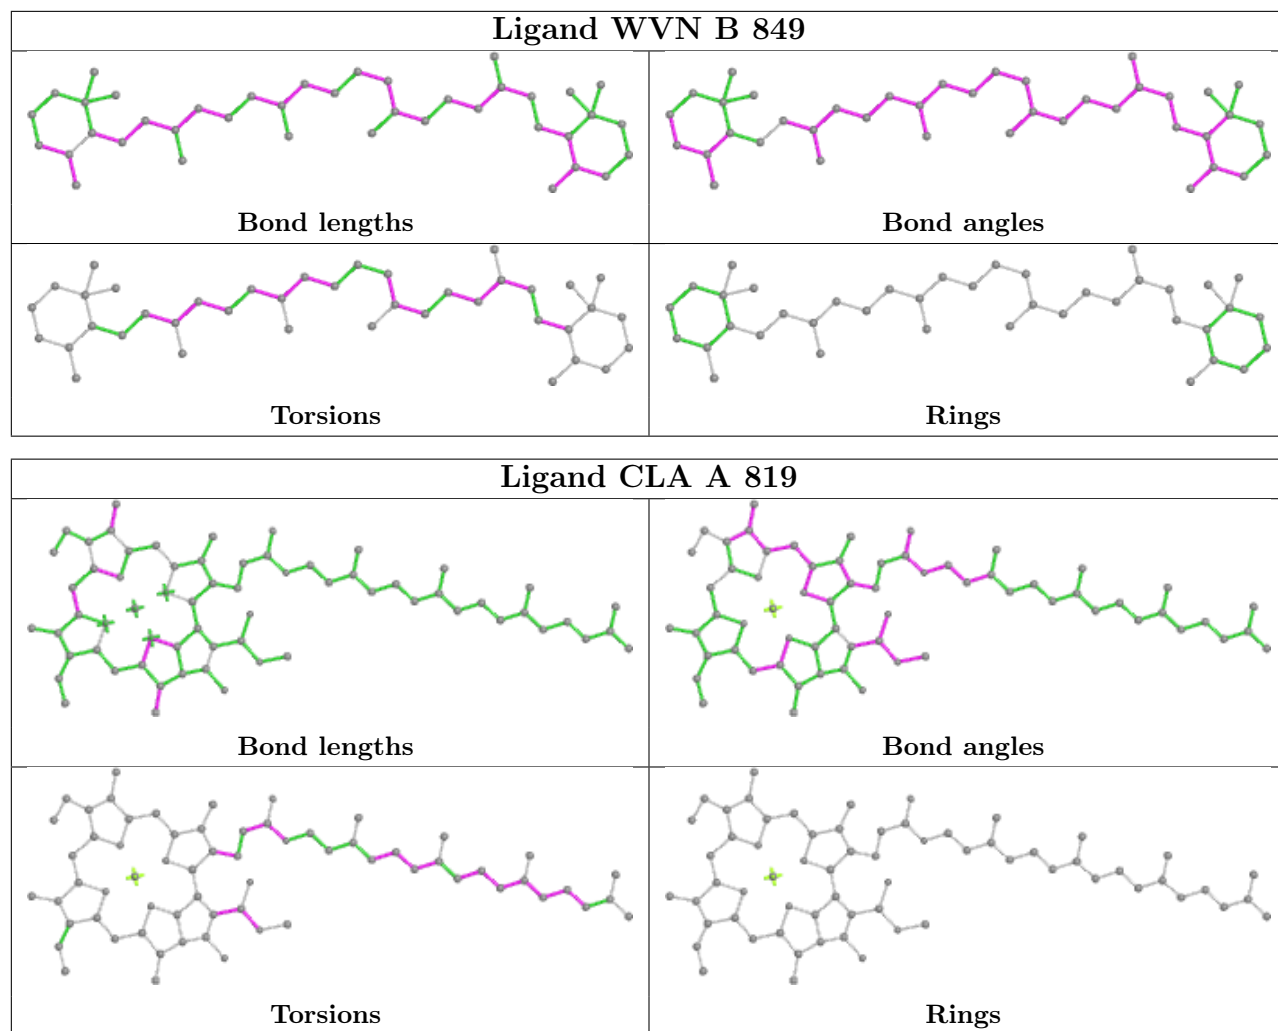 Ligand WVN B 849
Bond lengths
Bond angles
Torsions
Rings
Ligand CLA A 819
Bond lengths
Bond angles
Torsions
Rings